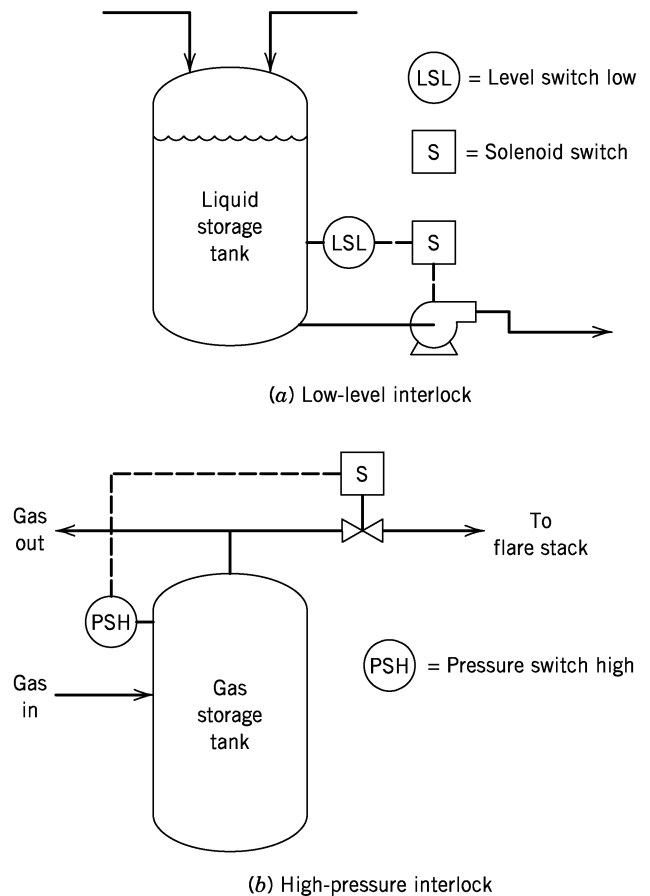 LSL = Level switch low
S = Solenoid switch
Liquid
storage
tank
LSL
S
(a) Low-level interlock
S
Gas
out
To
flare stack
PSH
PSH = Pressure switch high
Gas
in
Gas
storage
tank
(b) High-pressure interlock